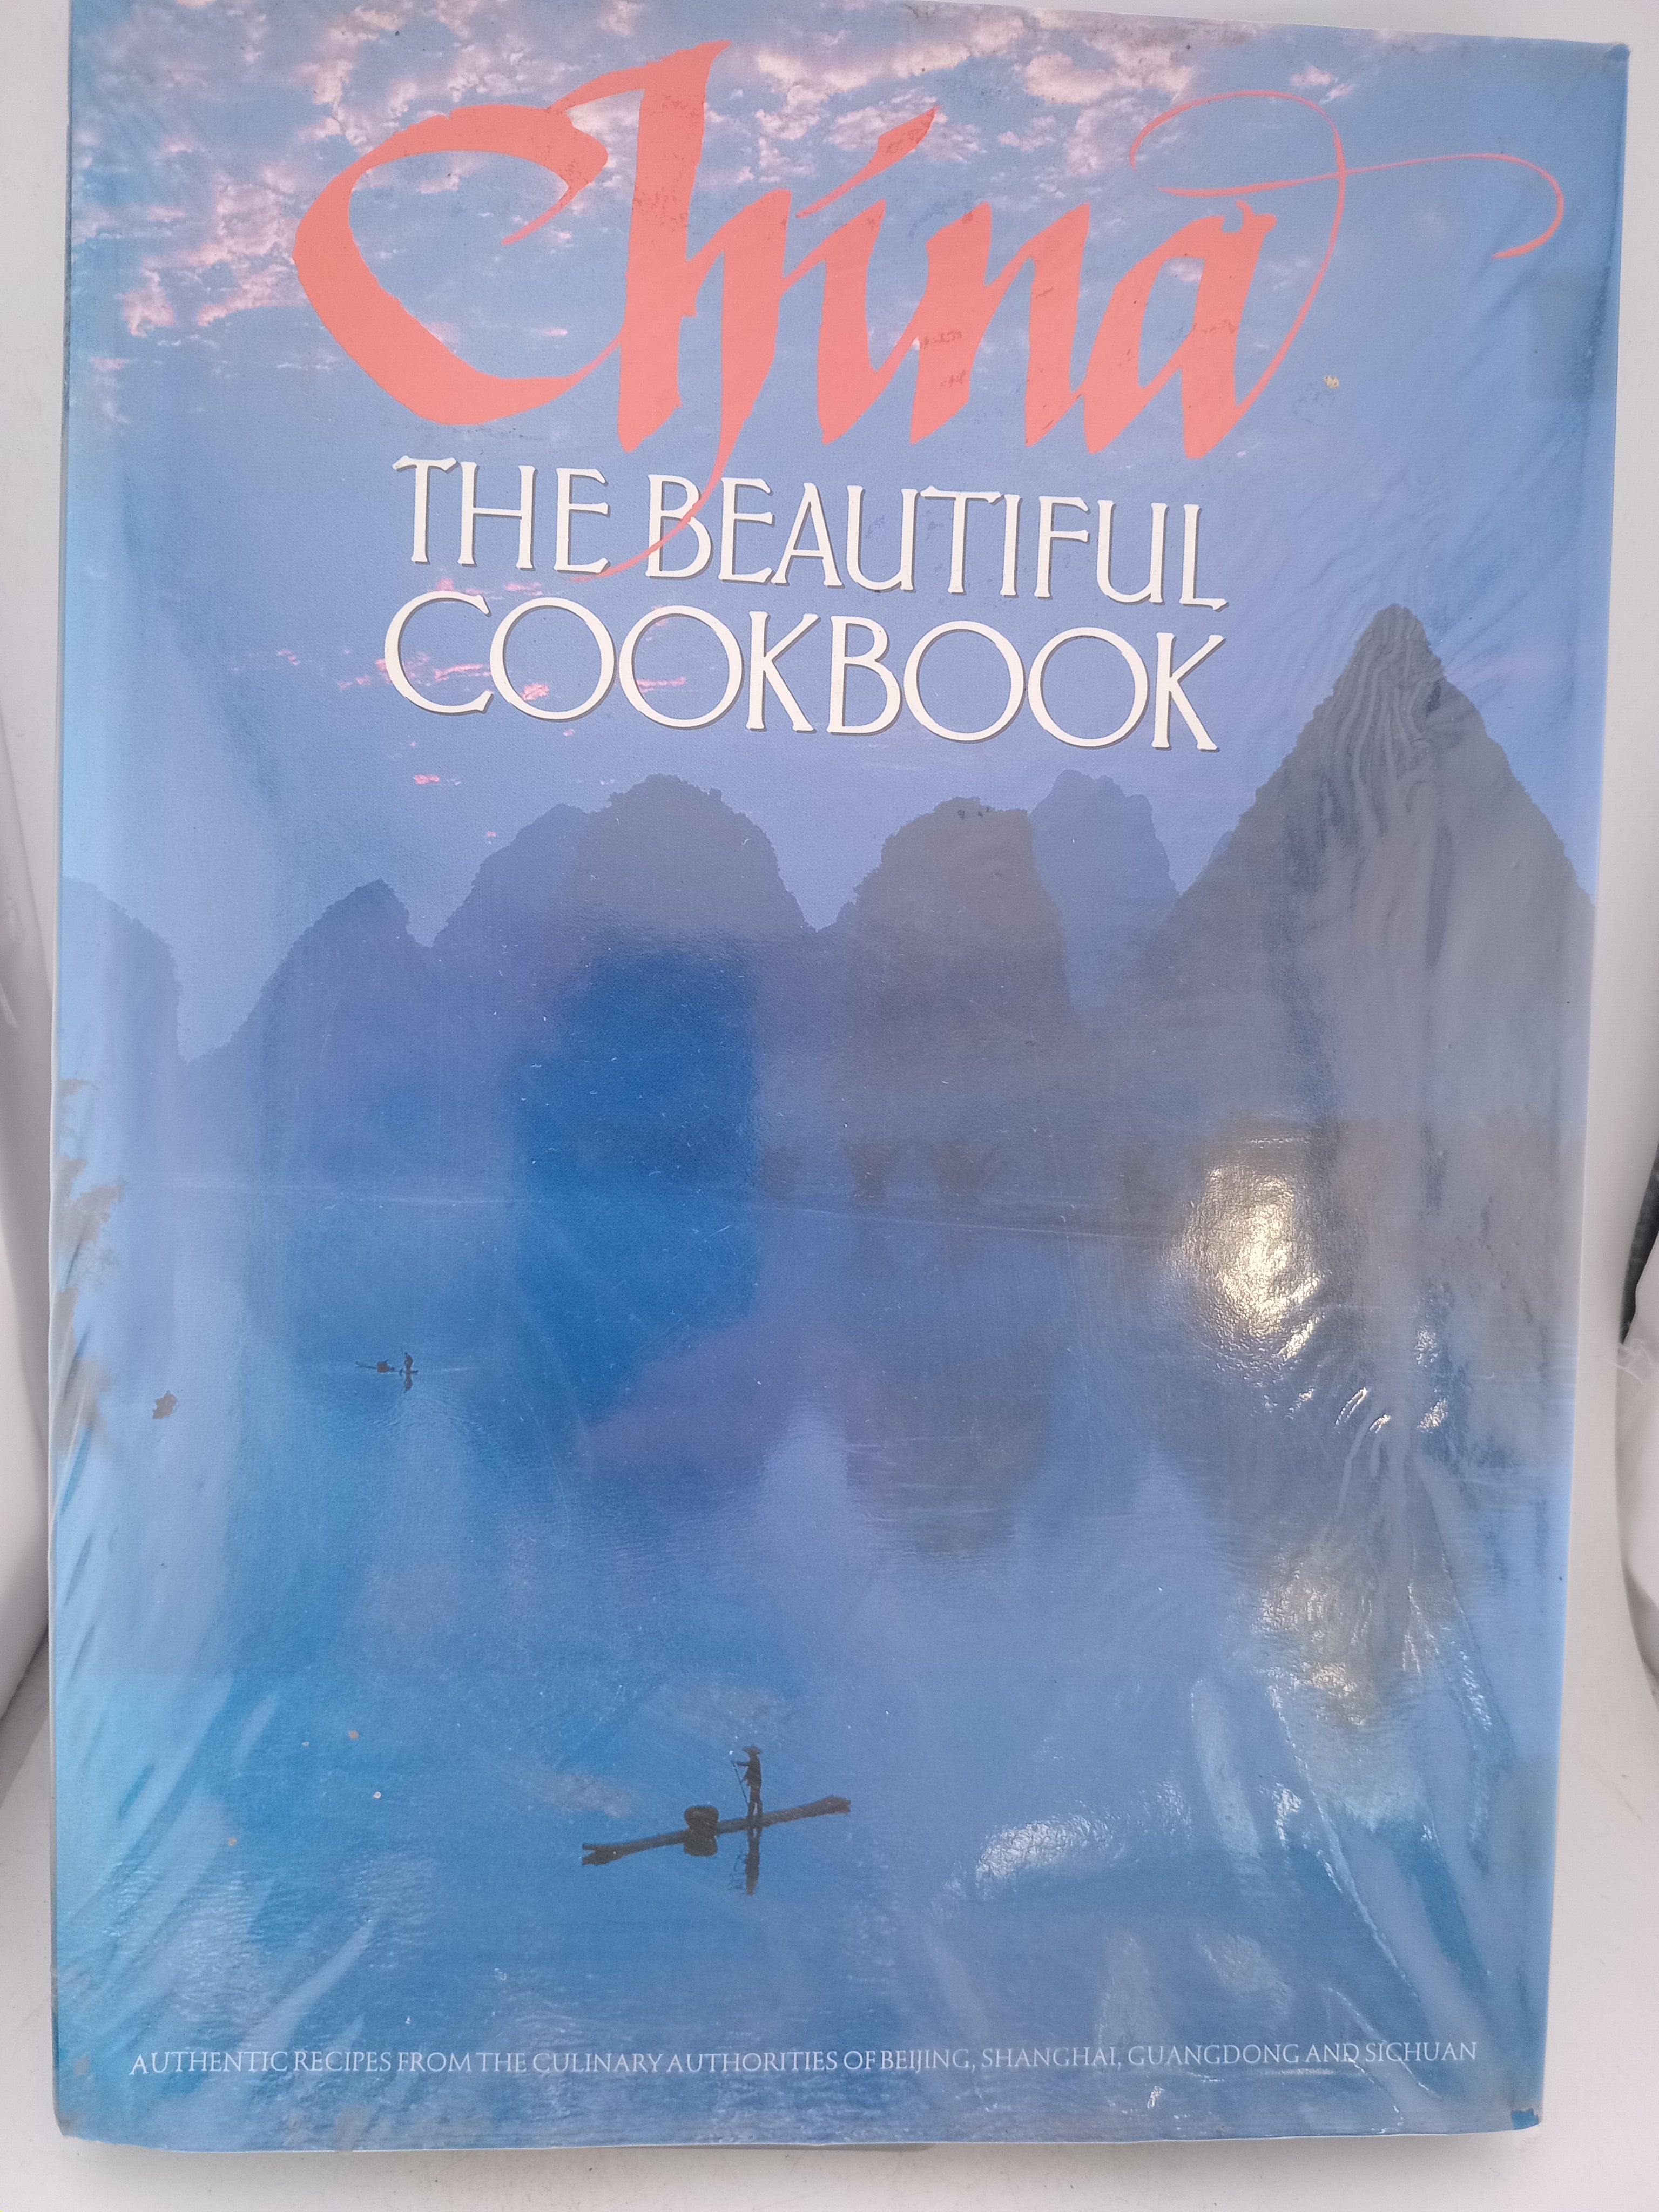 China
THE BEAUTIFUL
COOKBOOK
AUTHENTIC RECIPES FROM THE CULINARY AUTHORITIES OF BEIJING, SHANGHAI, GUANGDONG AND SICHUAN